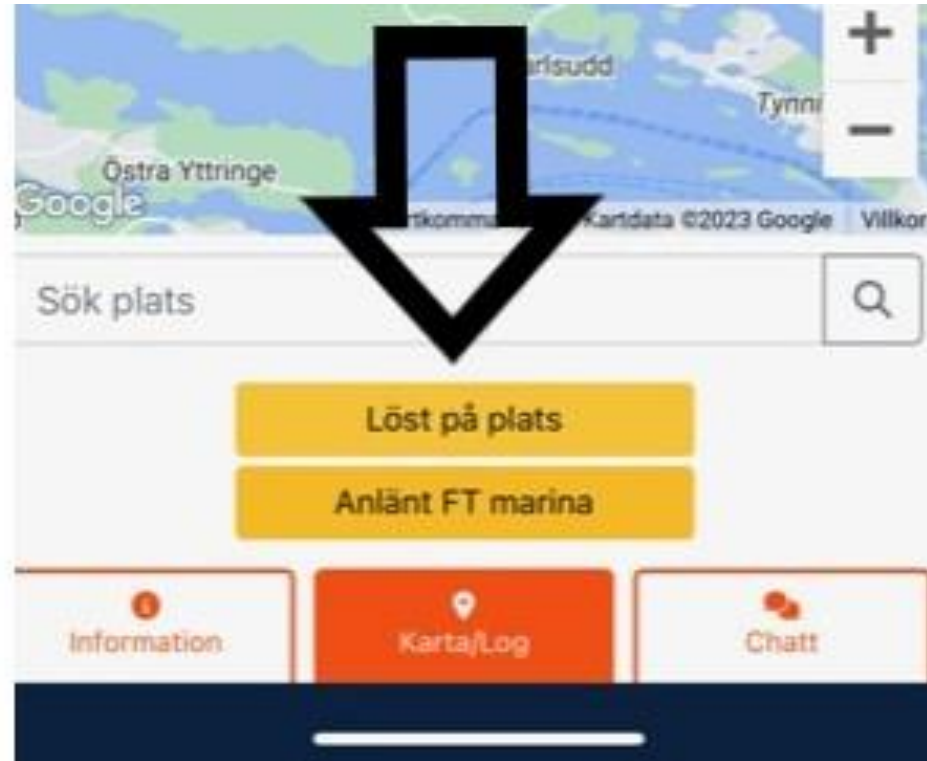 Östra Yttringe
Google
Kartdata ©2023 Google
Sök plats
Löst på plats
Anlänt FT marina
Information
Karta/Log
Chatt